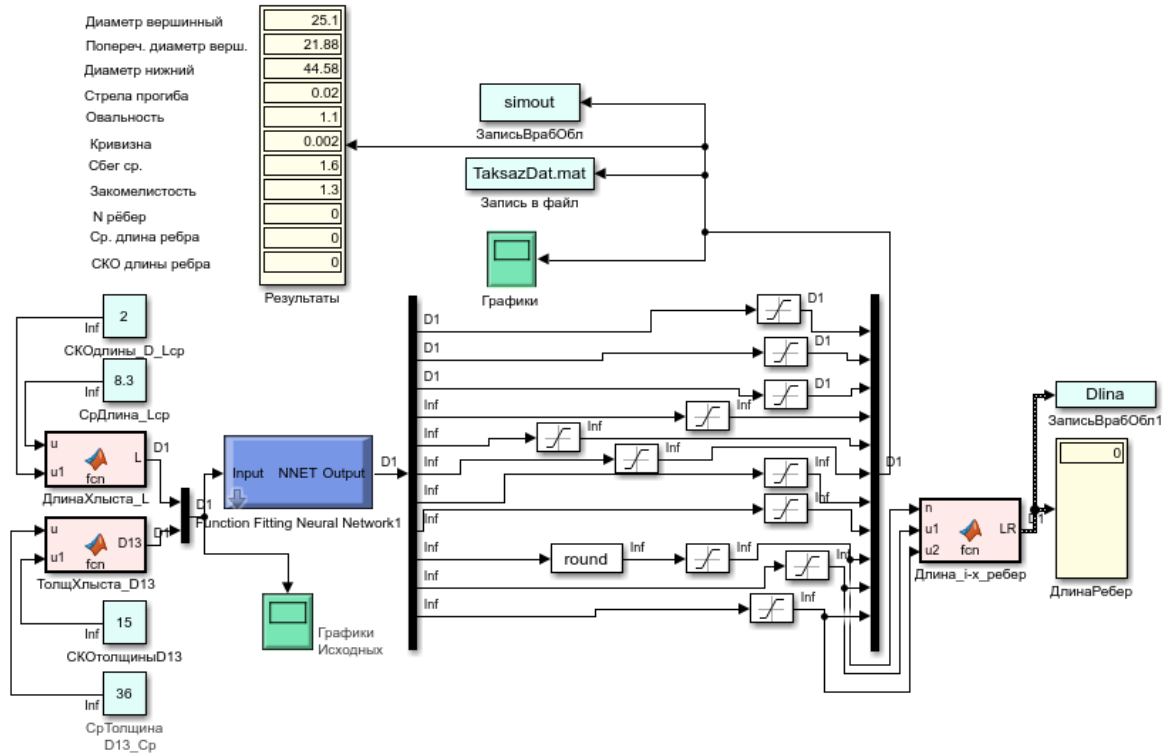 Диаметр вершинный
25.1
Попереч. диаметр верш.
21.88
Диаметр нижний
44.58
Стрела прогиба
0.02
Овальность
1.1
Кривизна
0.002
Сбег ср.
1.6
Закомелистость
1.3
N рёбер
0
Ср. длина ребра
0
СКО длины ребра
0
Результаты
simout
ЗаписьВрабОбл
TaksazDat.mat
Запись в файл
Графики
2
Inf
СКОдлины_D_Lср
8.3
Inf
СрДлина_Lср
u
u1
L
fcn
D1
ДлинаХлыста_L
u
u1
D13
fcn
D1
ТолщХлыста_D13
15
Inf
СКОтолщиныD13
36
Inf
СрТолщина
D13_Ср
D1
Input
NNET
Output
D1
Function Fitting Neural Network1
Графики
Исходных
D1
D1
D1
D1
D1
D1
Inf
Inf
Inf
Inf
Inf
Inf
Inf
Inf
Inf
Inf
Inf
round
Inf
Inf
Inf
Inf
Inf
Inf
D1
n
u1
u2
LR
fcn
D1
Длина_i-х_ребер
Dlina
ЗаписьВрабОбл1
0
ДлинаРебер